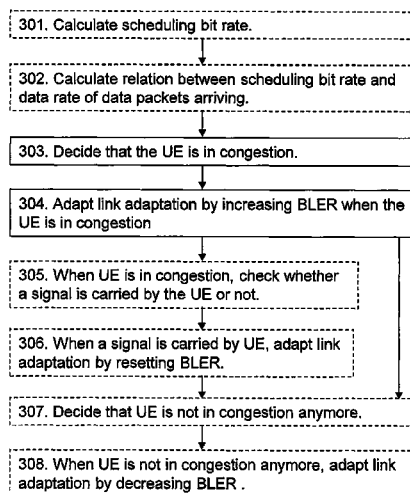 301. Calculate scheduling bit rate.
302. Calculate relation between scheduling bit rate and
data rate of data packets arriving.
303. Decide that the UE is in congestion.
304. Adapt link adaptation by increasing BLER when the
UE is in congestion
305. When UE is in congestion, check whether
a signal is carried by the UE or not.
306. When a signal is carried by UE, adapt link
adaptation by resetting BLER.
307. Decide that UE is not in congestion anymore.
308. When UE is not in congestion anymore, adapt link
adaptation by decreasing BLER .